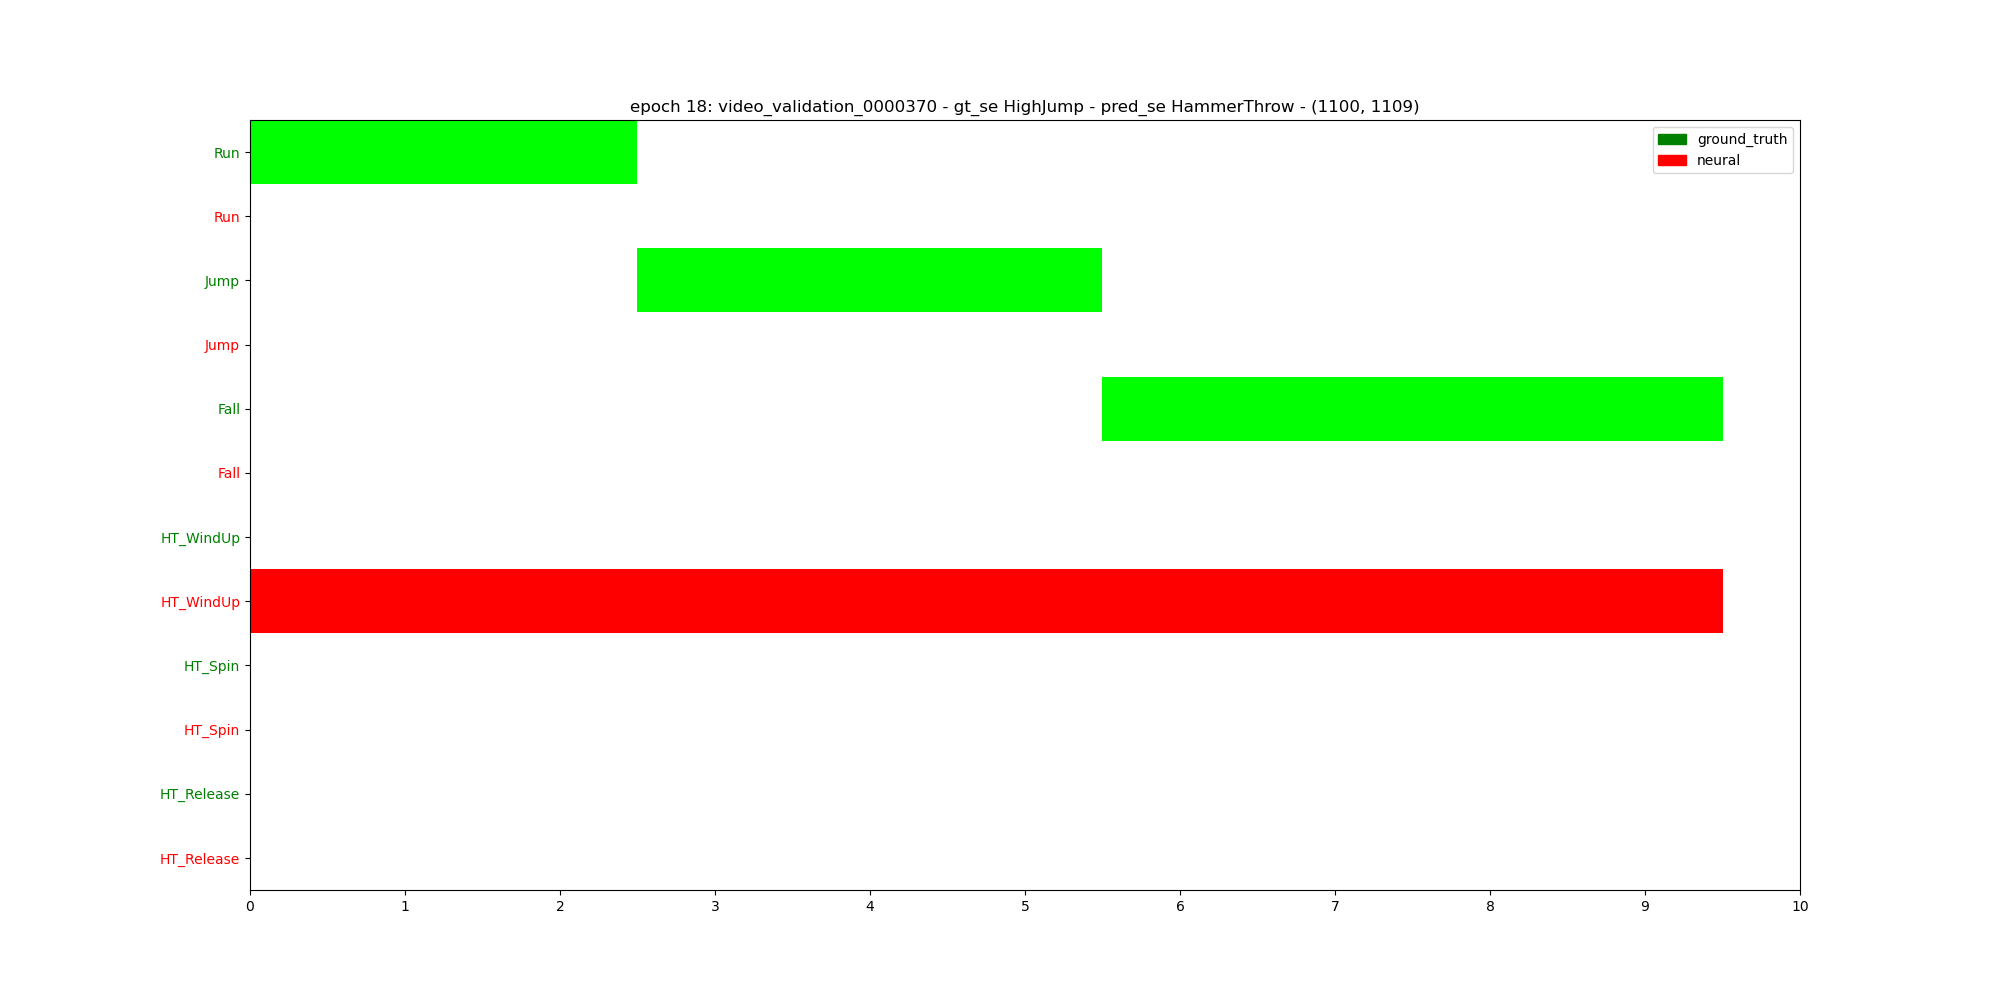 epoch 18: video_validation_0000370 - gt_se HighJump - pred_se HammerThrow - (1100, 1109)
ground_truth
neural
Run
Run
Jump
Jump
Fall
Fall
HT_WindUp
HT_WindUp
HT_Spin
HT_Spin
HT_Release
HT_Release
0 1 2 3 4 5 6 7 8 9 10